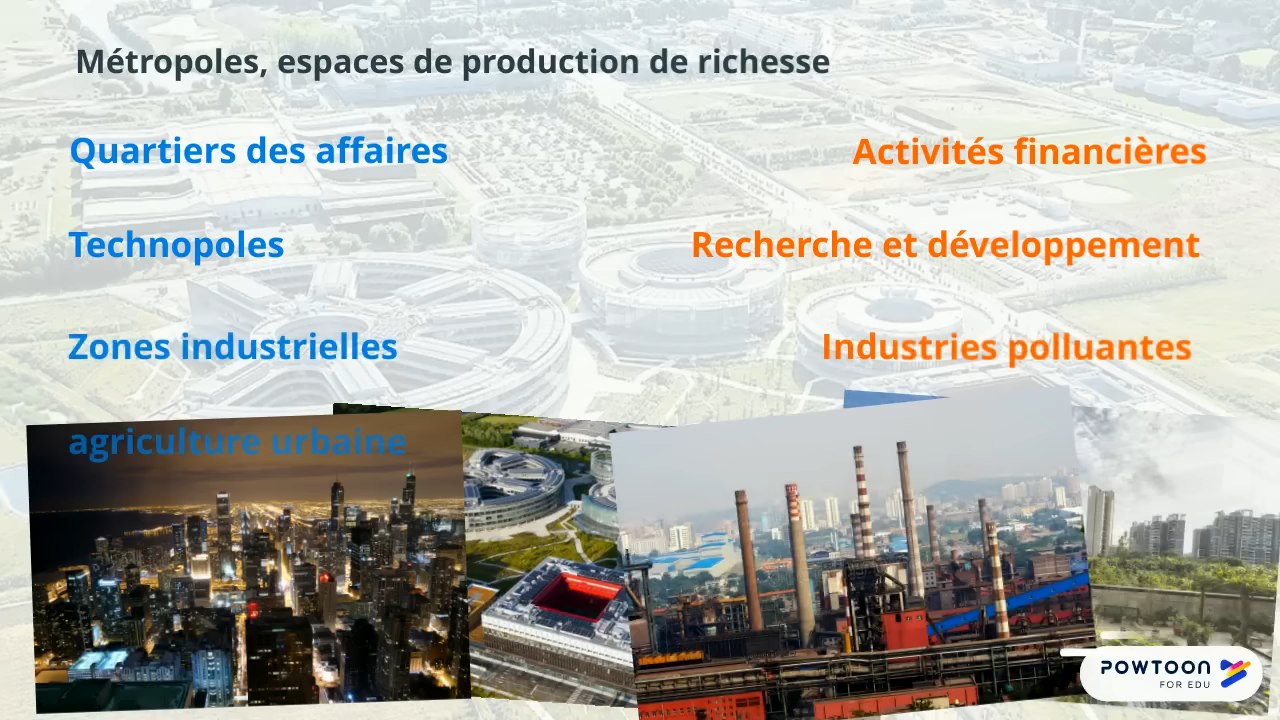 Métropoles, espaces de production de richesse
Quartiers des affaires
Activités financières
Technopoles
Recherche et développement
Zones industrielles
Industries polluantes
agriculture urbaine
POWTOON
FOR EDU